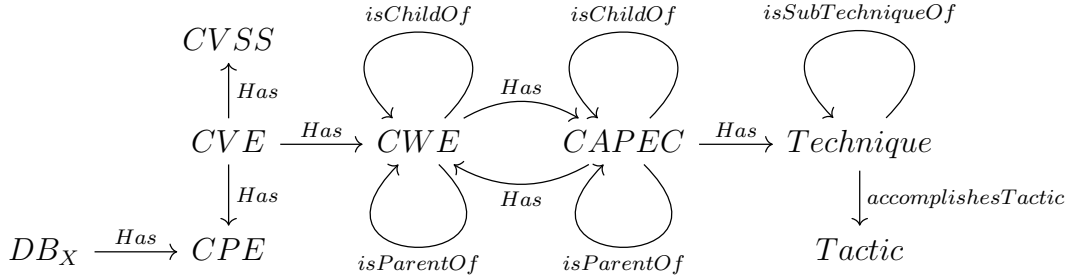 isChildOf isChildOf isSubTechniqueOf
CVSS
Has Has
CVE Has CWE CAPEC Has Technique
Has Has accomplishesTactic
DB_X Has CPE Tactic
isParentOf isParentOf